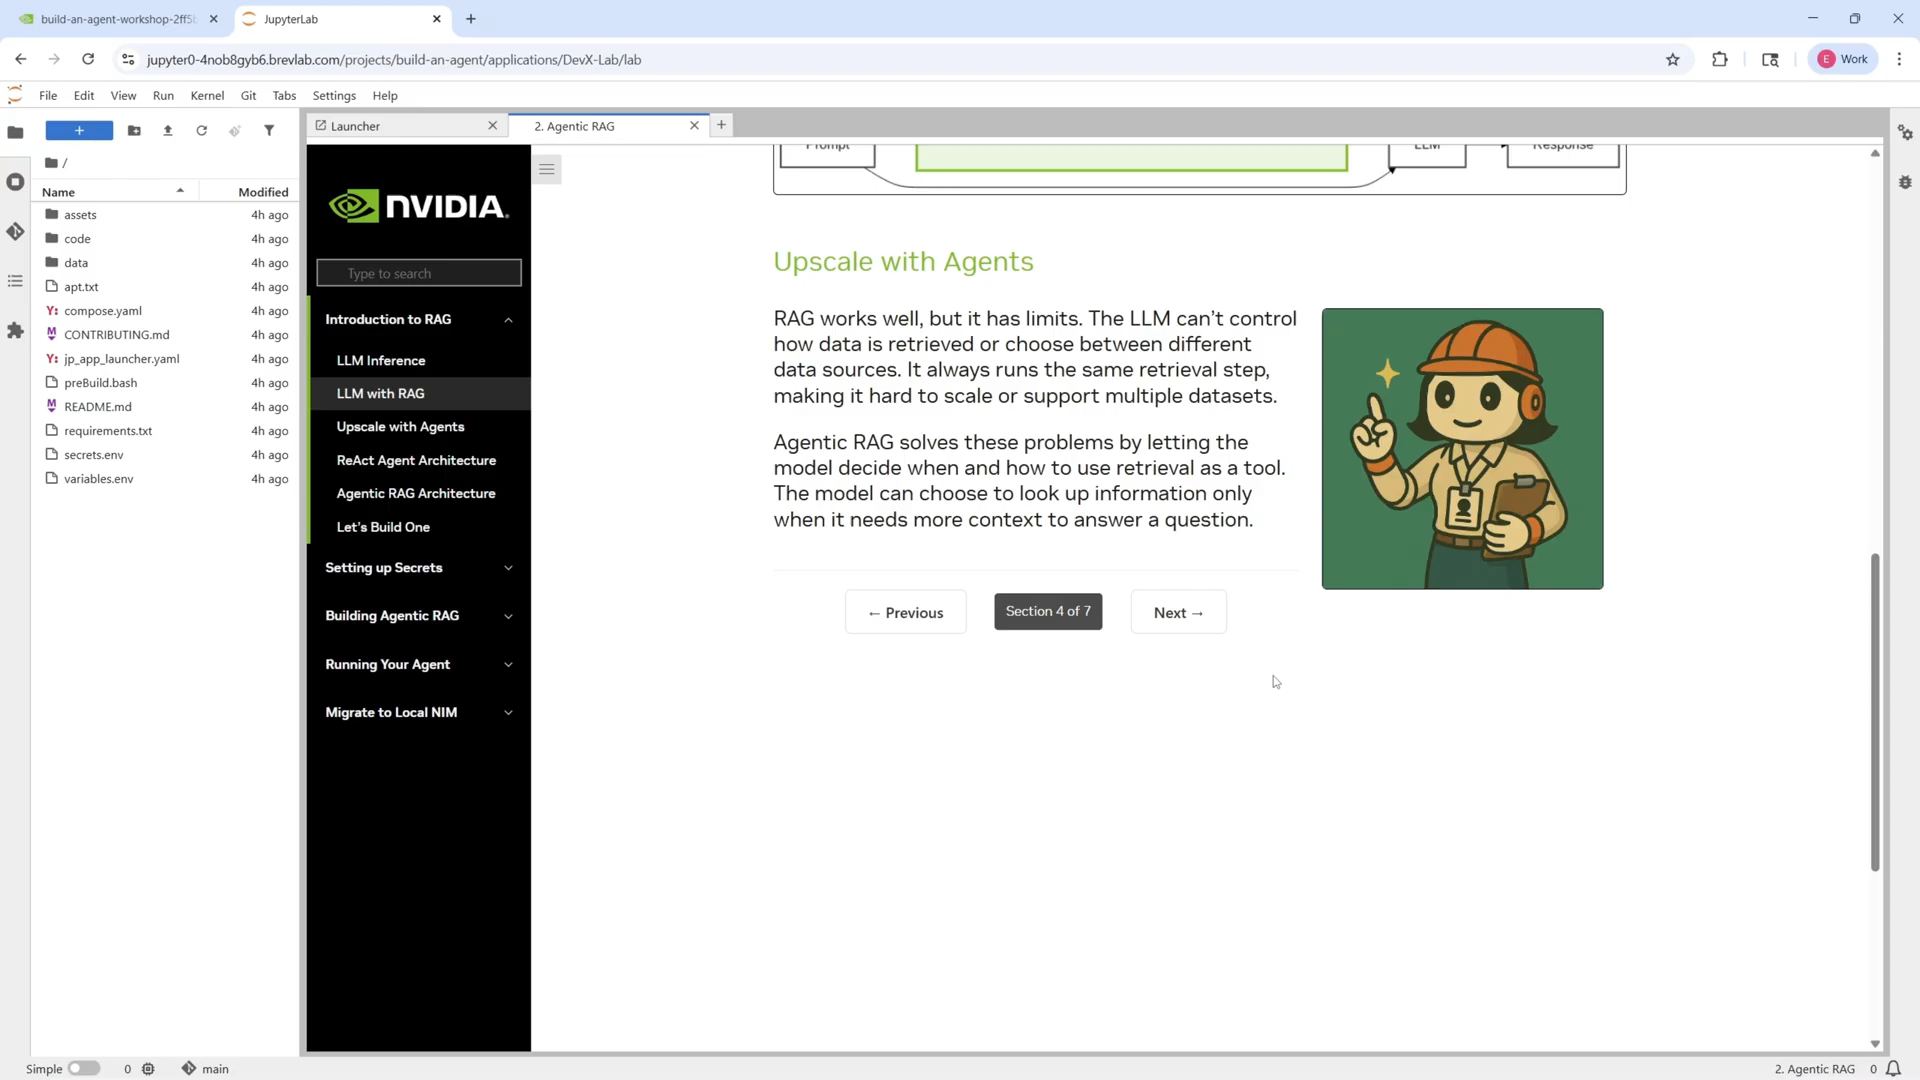 build-an-agent-workshop-2ff5b
JupyterLab
jupyter0-4nob8gyb6.brevlab.com/projects/build-an-agent/applications/DevX-Lab/lab
E Work
File Edit View Run Kernel Git Tabs Settings Help
+
/
Name Modified
assets 4h ago
code 4h ago
data 4h ago
apt.txt 4h ago
Y: compose.yaml 4h ago
M CONTRIBUTING.md 4h ago
Y: jp_app_launcher.yaml 4h ago
preBuild.bash 4h ago
M README.md 4h ago
requirements.txt 4h ago
secrets.env 4h ago
variables.env 4h ago
Launcher
2. Agentic RAG
NVIDIA.
Type to search
Introduction to RAG
LLM Inference
LLM with RAG
Upscale with Agents
ReAct Agent Architecture
Agentic RAG Architecture
Let's Build One
Setting up Secrets
Building Agentic RAG
Running Your Agent
Migrate to Local NIM
Prompt LLM Response
Upscale with Agents
RAG works well, but it has limits. The LLM can't control
how data is retrieved or choose between different
data sources. It always runs the same retrieval step,
making it hard to scale or support multiple datasets.
Agentic RAG solves these problems by letting the
model decide when and how to use retrieval as a tool.
The model can choose to look up information only
when it needs more context to answer a question.
← Previous
Section 4 of 7
Next →
Simple 0 main
2. Agentic RAG 0